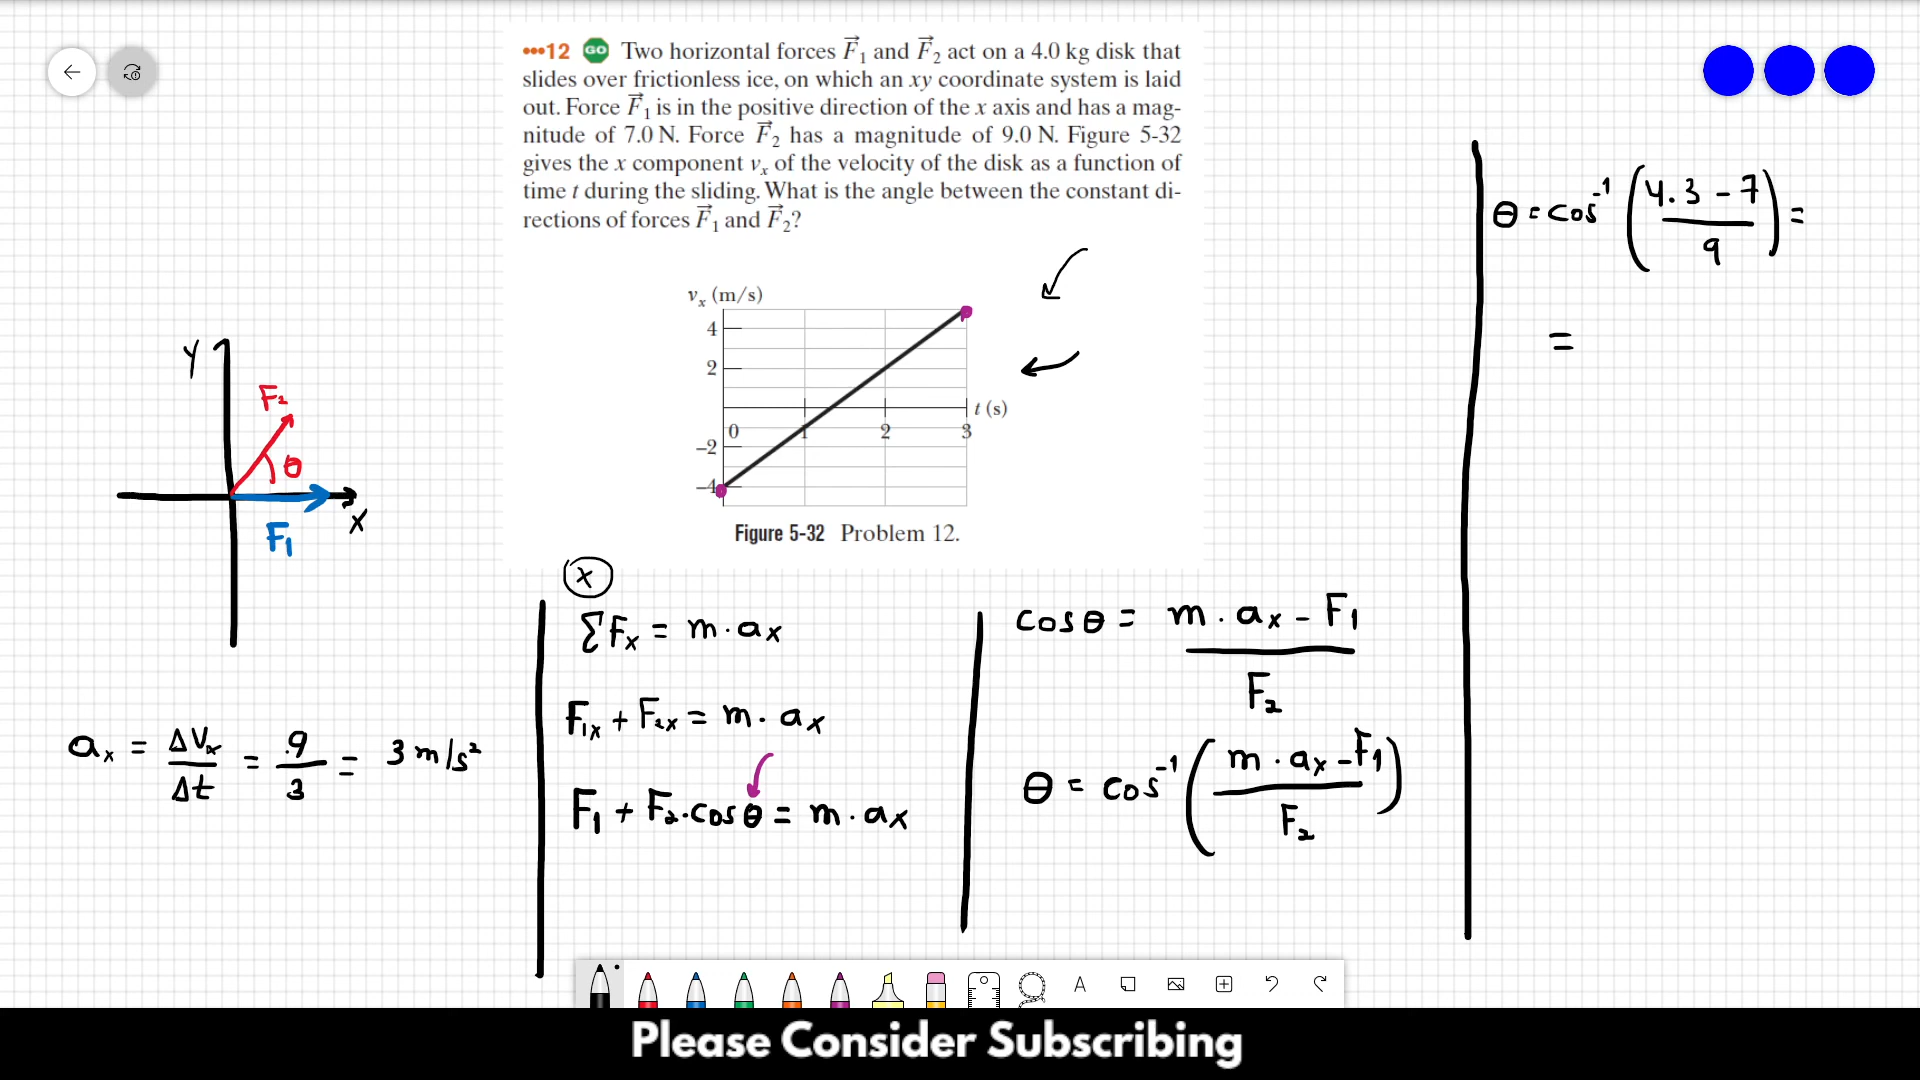 •••12 GO Two horizontal forces F⃗₁ and F⃗₂ act on a 4.0 kg disk that
slides over frictionless ice, on which an xy coordinate system is laid
out. Force F⃗₁ is in the positive direction of the x axis and has a mag-
nitude of 7.0 N. Force F⃗₂ has a magnitude of 9.0 N. Figure 5-32
gives the x component vₓ of the velocity of the disk as a function of
time t during the sliding. What is the angle between the constant di-
rections of forces F⃗₁ and F⃗₂?
vₓ (m/s)
4
2
t (s)
0 1 2 3
−2
−4
Figure 5-32 Problem 12.
Y
F₂
θ
X
F₁
aₓ = ΔVₓ/Δt = 9/3 = 3 m/s²
x
ΣFₓ = m · aₓ
F₁ₓ + F₂ₓ = m · aₓ
F₁ + F₂ · cos θ = m · aₓ
cos θ = (m · aₓ − F₁)/F₂
θ = cos⁻¹ ((m · aₓ − F₁)/F₂)
θ = cos⁻¹ ((4.3 − 7)/9) =
=
A
Please Consider Subscribing